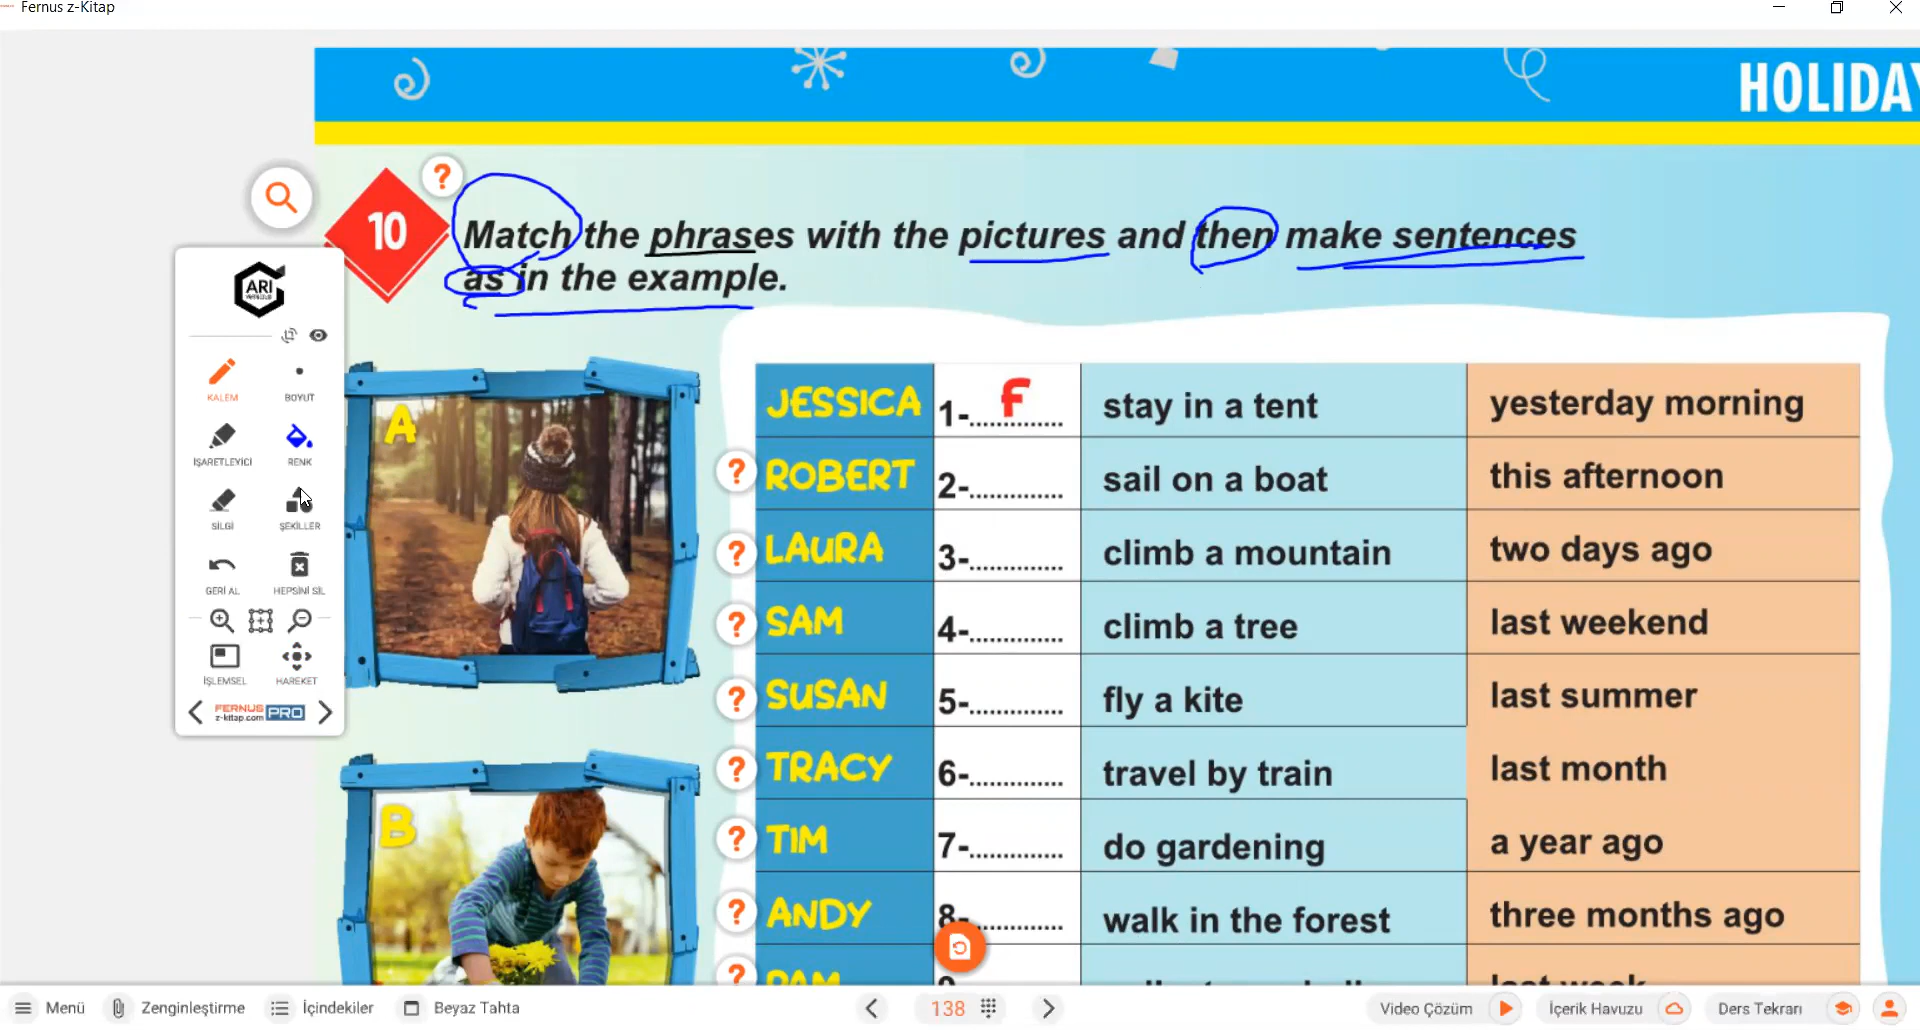 Fernus z-Kitap
HOLIDAY
10
?
Match the phrases with the pictures and then make sentences
as in the example.
ARI
KALEM
BOYUT
İŞARETLEYİCİ
RENK
SİLGİ
ŞEKİLLER
GERİ AL
HEPSİNİ SİL
İŞLEMSEL
HAREKET
FERNUS
z-kitap.com PRO
A
B
JESSICA 1-.............. F stay in a tent yesterday morning
? ROBERT 2-.............. sail on a boat this afternoon
? LAURA 3-.............. climb a mountain two days ago
? SAM 4-.............. climb a tree last weekend
? SUSAN 5-.............. fly a kite last summer
? TRACY 6-.............. travel by train last month
? TIM 7-.............. do gardening a year ago
? ANDY 8-.............. walk in the forest three months ago
? PAM 9 last week
Menü
Zenginleştirme
İçindekiler
Beyaz Tahta
138
Video Çözüm
İçerik Havuzu
Ders Tekrarı